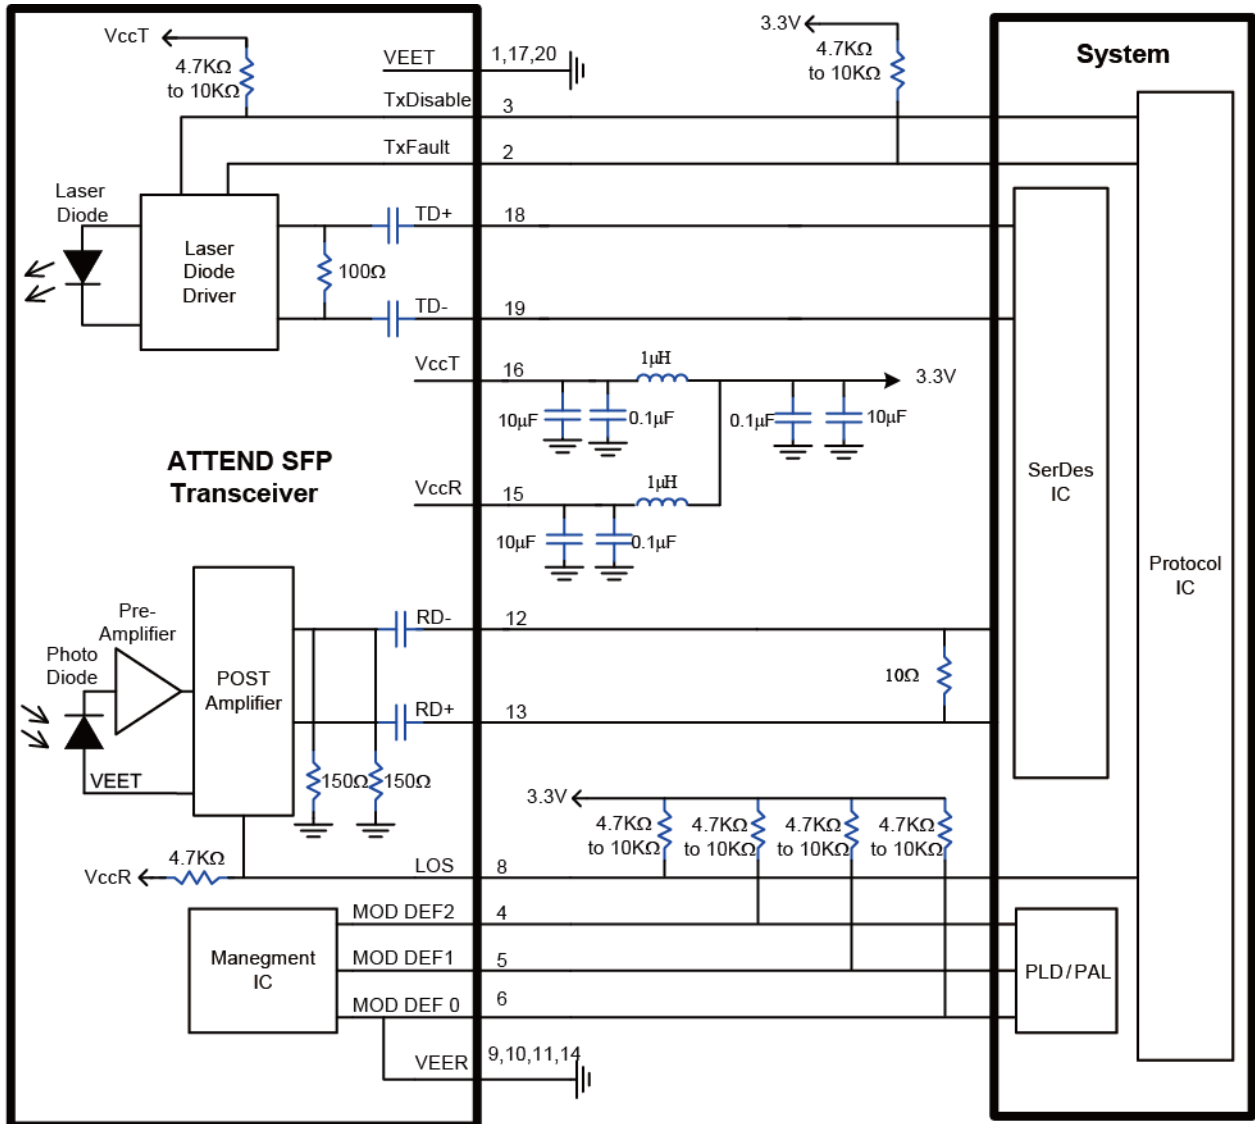 VccT
4.7KΩ
to 10KΩ
VEET
1,17,20
3.3V
4.7KΩ
to 10KΩ
System
TxDisable
3
TxFault
2
Laser
Diode
Laser
Diode
Driver
TD+
18
100Ω
TD-
19
VccT
16
1μH
3.3V
10μF
0.1μF
0.1μF
10μF
ATTEND SFP
Transceiver
VccR
15
1μH
10μF
0.1μF
SerDes
IC
Protocol
IC
Pre-
Amplifier
Photo
Diode
POST
Amplifier
RD-
12
10Ω
RD+
13
VEET
150Ω
150Ω
3.3V
4.7KΩ
to 10KΩ
4.7KΩ
to 10KΩ
4.7KΩ
to 10KΩ
4.7KΩ
to 10KΩ
VccR
4.7KΩ
LOS
8
Manegment
IC
MOD DEF2
4
MOD DEF1
5
MOD DEF 0
6
PLD/PAL
VEER
9,10,11,14